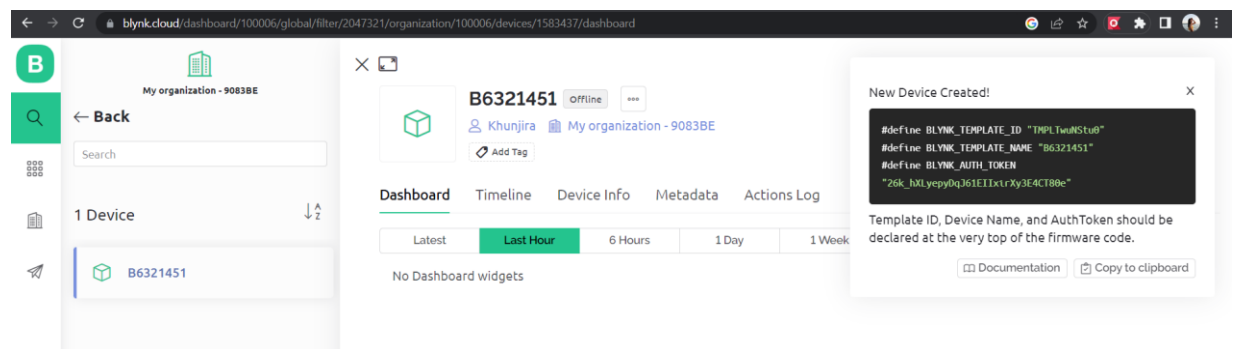 blynk.cloud/dashboard/100006/global/filter/2047321/organization/100006/devices/1583437/dashboard
B
My organization - 9083BE
← Back
Search
1 Device
A
Z
B6321451
B6321451 Offline
Khunjira My organization - 9083BE
Add Tag
Dashboard Timeline Device Info Metadata Actions Log
Latest Last Hour 6 Hours 1 Day 1 Week
No Dashboard widgets
New Device Created! X
#define BLYNK_TEMPLATE_ID "TMPLTwuNStu0"
#define BLYNK_TEMPLATE_NAME "B6321451"
#define BLYNK_AUTH_TOKEN
"26k_hXLyepyDqJ61EIIxtrXy3E4CT80e"
Template ID, Device Name, and AuthToken should be
declared at the very top of the firmware code.
Documentation Copy to clipboard